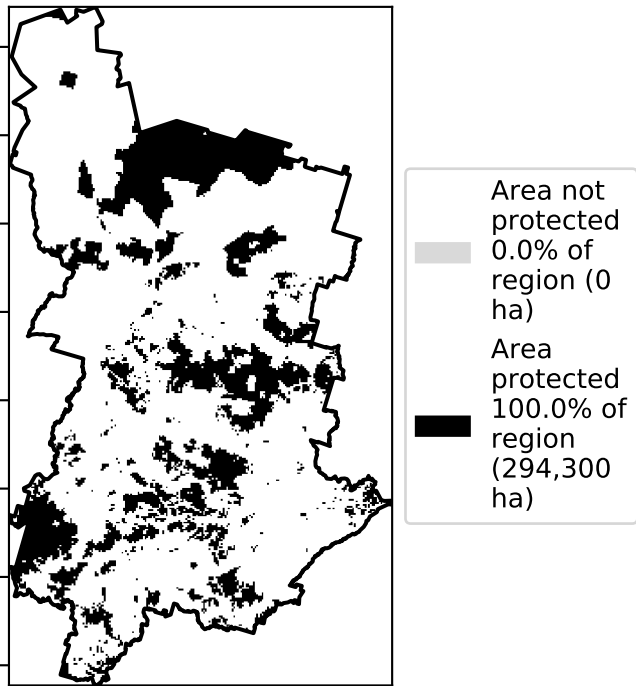 Area not
protected
0.0% of
region (0
ha)
Area
protected
100.0% of
region
(294,300
ha)